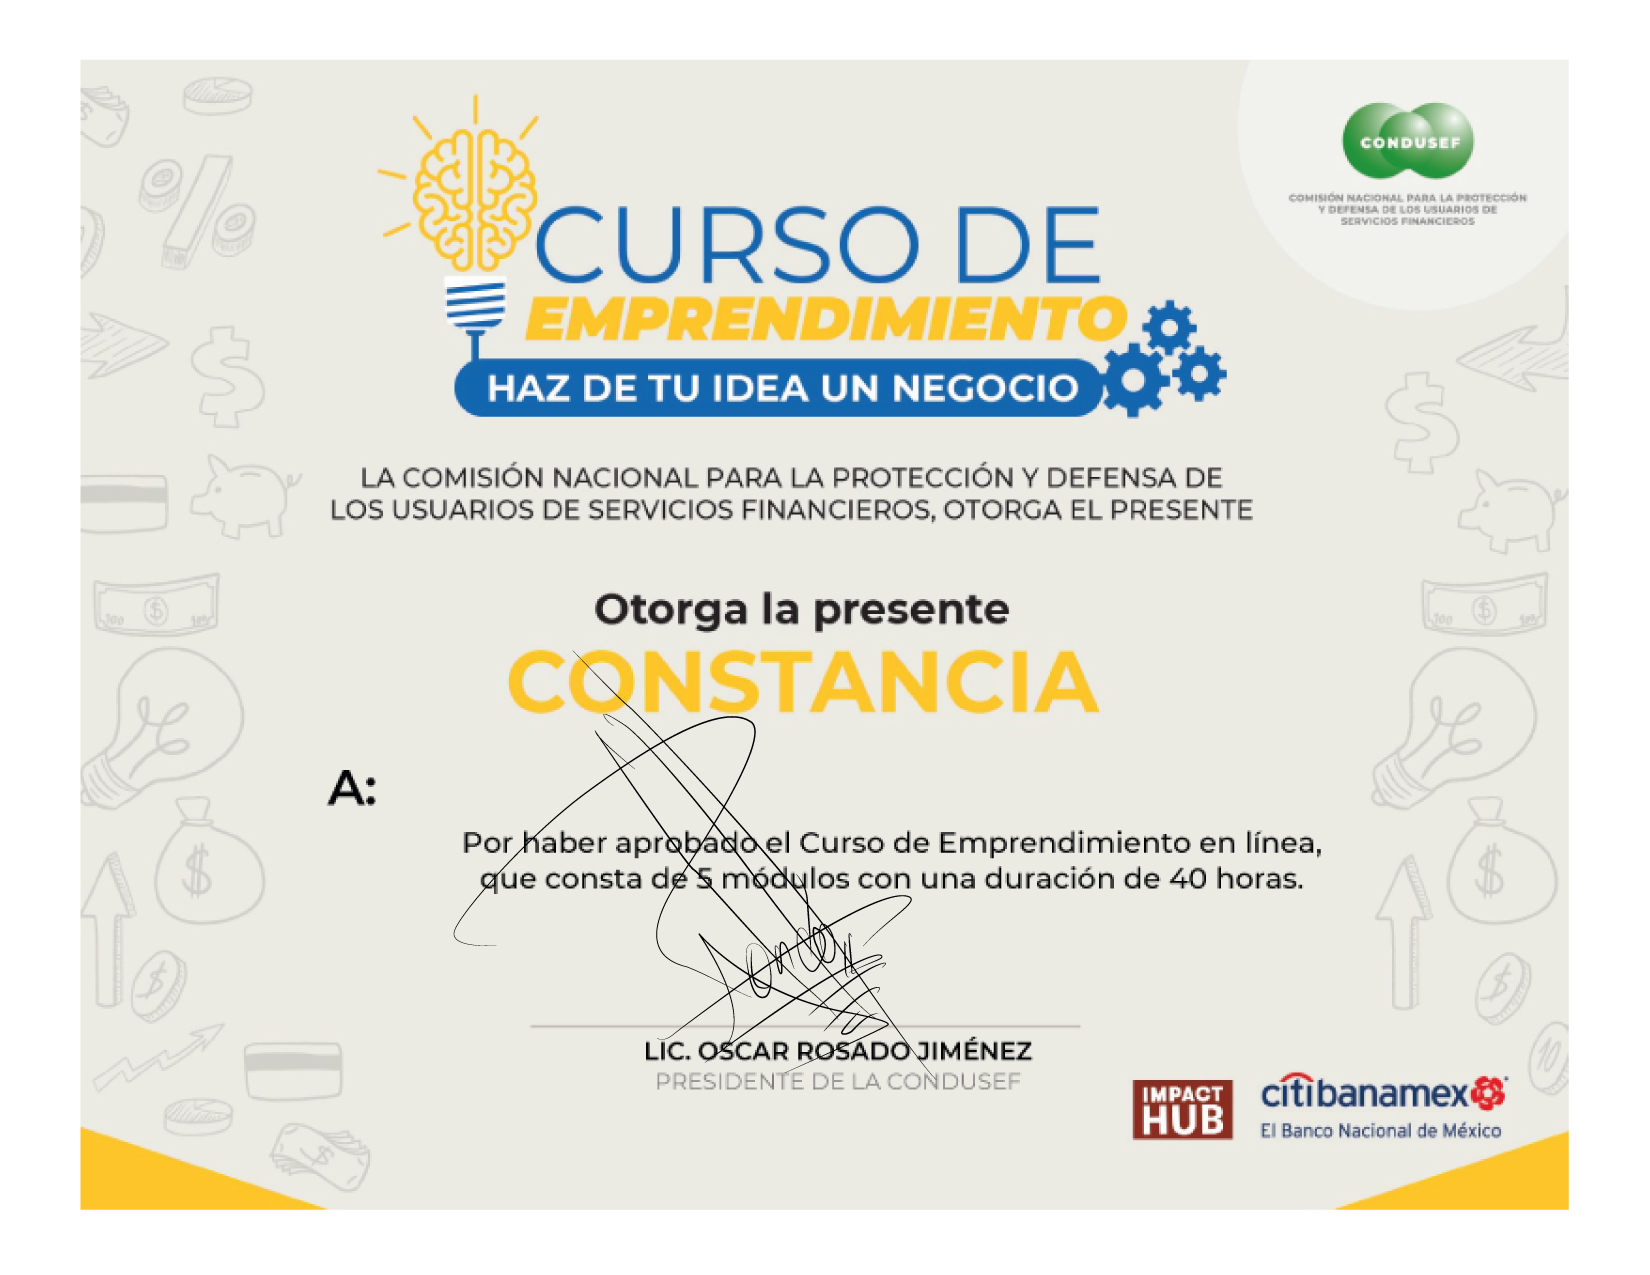 CONDUSEF
COMISIÓN NACIONAL PARA LA PROTECCIÓN
Y DEFENSA DE LOS USUARIOS DE
SERVICIOS FINANCIEROS
CURSO DE
EMPRENDIMIENTO
HAZ DE TU IDEA UN NEGOCIO
LA COMISIÓN NACIONAL PARA LA PROTECCIÓN Y DEFENSA DE
LOS USUARIOS DE SERVICIOS FINANCIEROS, OTORGA EL PRESENTE
Otorga la presente
CONSTANCIA
A:
Por haber aprobado el Curso de Emprendimiento en línea,
que consta de 5 módulos con una duración de 40 horas.
LIC. OSCAR ROSADO JIMÉNEZ
PRESIDENTE DE LA CONDUSEF
IMPACT
HUB
citibanamex
El Banco Nacional de México